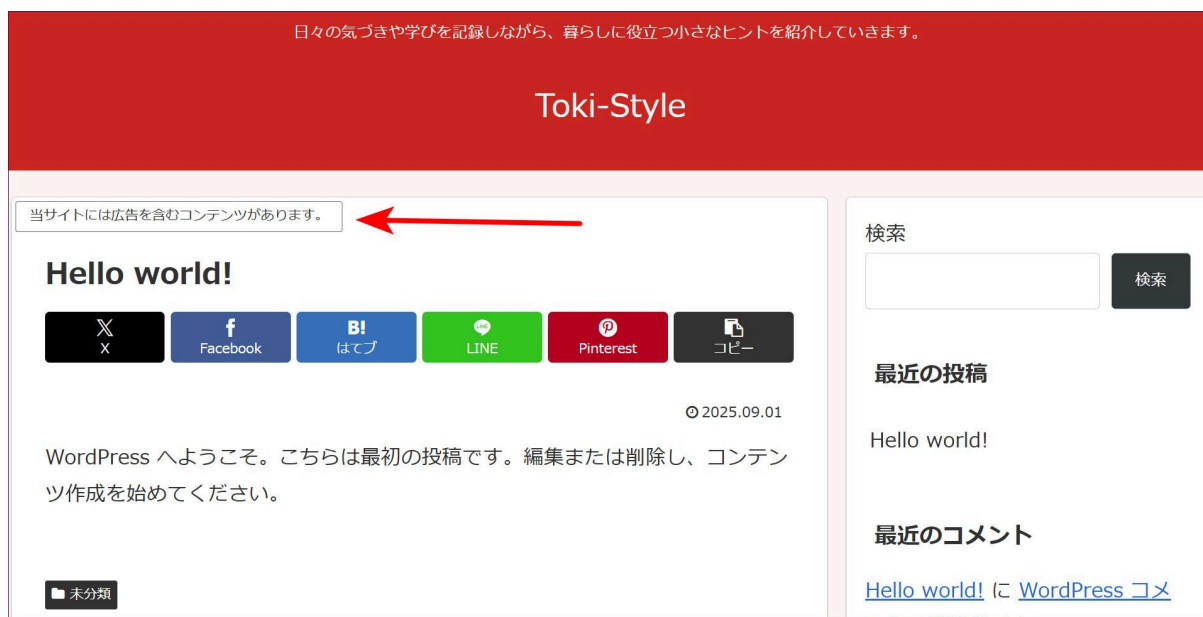 日々の気づきや学びを記録しながら、暮らしに役立つ小さなヒントを紹介していきます。
Toki-Style
当サイトには広告を含むコンテンツがあります。
Hello world!
X
Facebook
B!
はてブ
LINE
Pinterest
コピー
2025.09.01
WordPress へようこそ。こちらは最初の投稿です。編集または削除し、コンテン
ツ作成を始めてください。
未分類
検索
検索
最近の投稿
Hello world!
最近のコメント
Hello world! に WordPress コメ